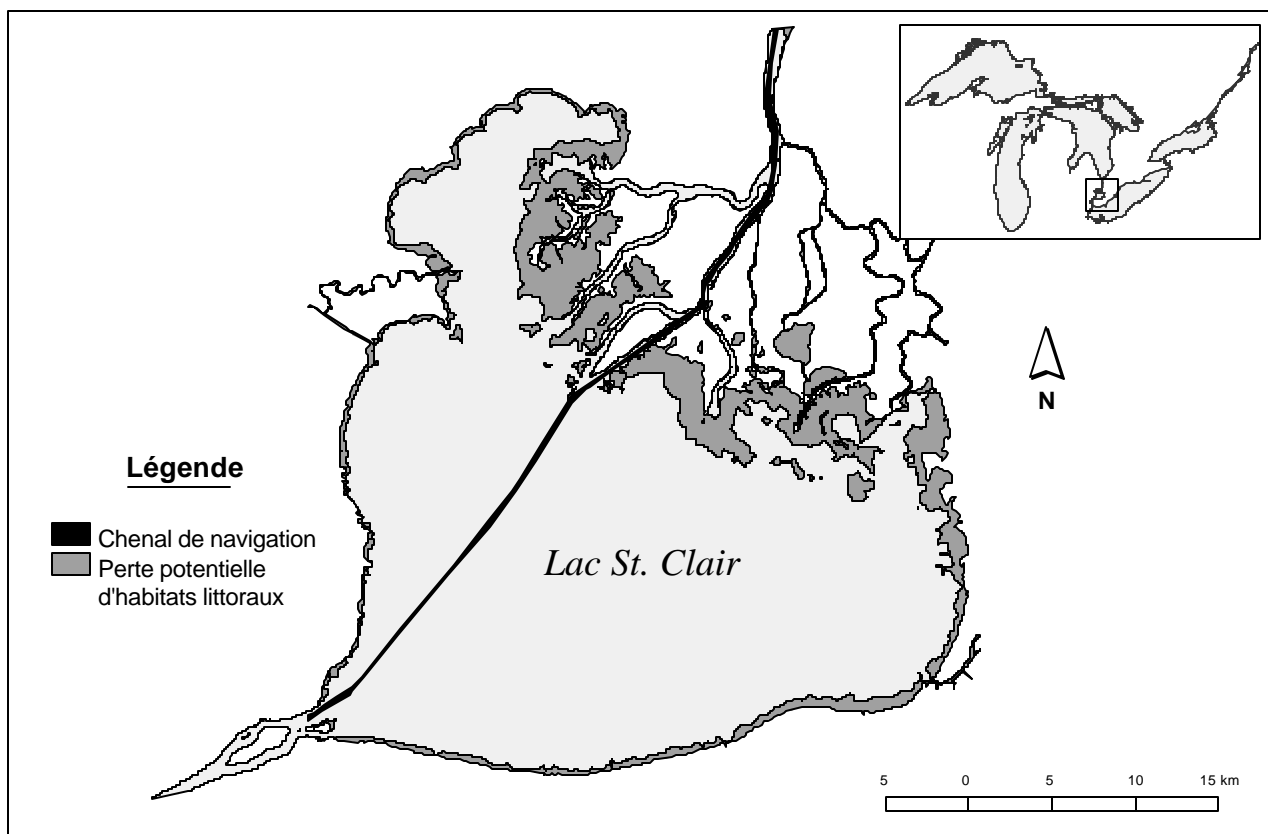 N
Légende
Chenal de navigation
Perte potentielle
d'habitats littoraux
Lac St. Clair
5 0 5 10 15 km